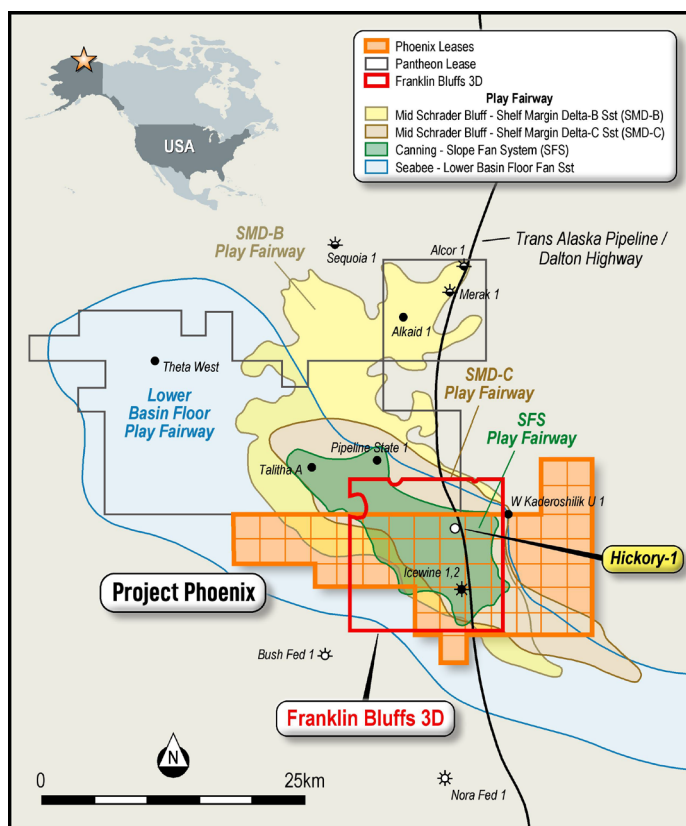 USA
Phoenix Leases
Pantheon Lease
Franklin Bluffs 3D
Play Fairway
Mid Schrader Bluff - Shelf Margin Delta-B Sst (SMD-B)
Mid Schrader Bluff - Shelf Margin Delta-C Sst (SMD-C)
Canning - Slope Fan System (SFS)
Seabee - Lower Basin Floor Fan Sst
SMD-B
Play Fairway
Sequoia 1
Alcor 1
Trans Alaska Pipeline /
Dalton Highway
Merak 1
Alkaid 1
Theta West
Lower
Basin Floor
Play Fairway
SMD-C
Play Fairway
SFS
Play Fairway
Pipeline State 1
Talitha A
W Kaderoshilik U 1
Hickory-1
Icewine 1,2
Project Phoenix
Bush Fed 1
Franklin Bluffs 3D
N
0
25km
Nora Fed 1